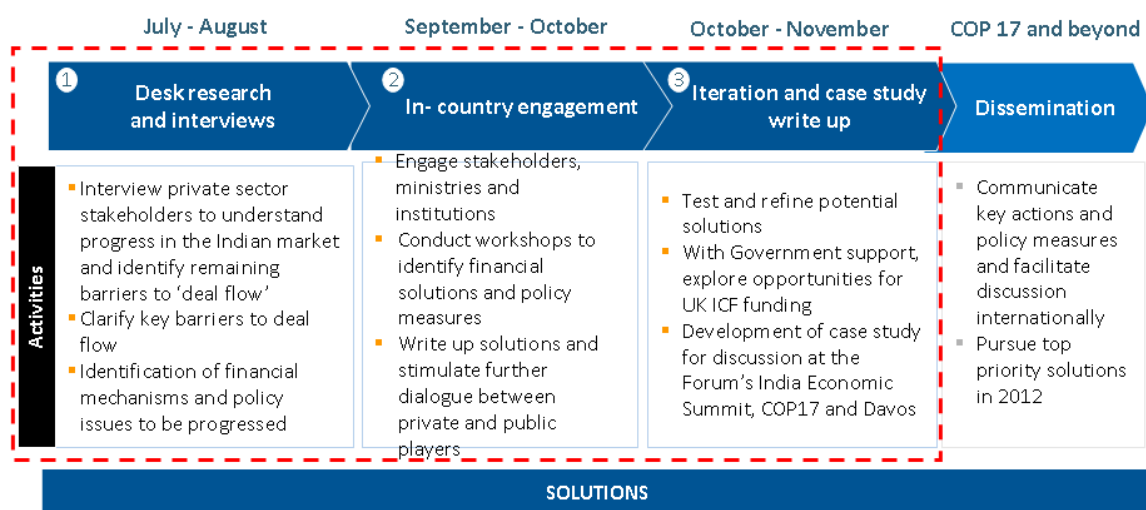 July - August
September - October
October - November
COP 17 and beyond
1
Desk research
and interviews
2
In- country engagement
3
Iteration and case study
write up
Dissemination
Activities
Interview private sector
stakeholders to understand
progress in the Indian market
and identify remaining
barriers to ‘deal flow’
Clarify key barriers to deal
flow
Identification of financial
mechanisms and policy
issues to be progressed
Engage stakeholders,
ministries and
institutions
Conduct workshops to
identify financial
solutions and policy
measures
Write up solutions and
stimulate further
dialogue between
private and public
players
Test and refine potential
solutions
With Government support,
explore opportunities for
UK ICF funding
Development of case study
for discussion at the
Forum’s India Economic
Summit, COP17 and Davos
Communicate
key actions and
policy measures
and facilitate
discussion
internationally
Pursue top
priority solutions
in 2012
SOLUTIONS